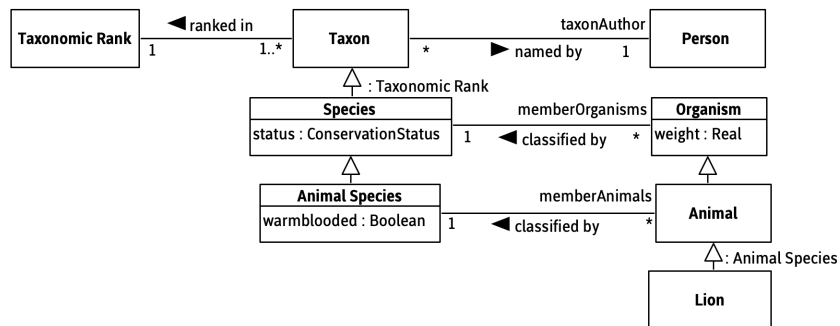 taxonAuthor
◀ ranked in
Taxonomic Rank
Taxon
Person
1
1..*
*
▶ named by
1
: Taxonomic Rank
Species
memberOrganisms
Organism
status : ConservationStatus
1
◀ classified by
*
weight : Real
Animal Species
memberAnimals
warmblooded : Boolean
1
◀ classified by
*
Animal
: Animal Species
Lion